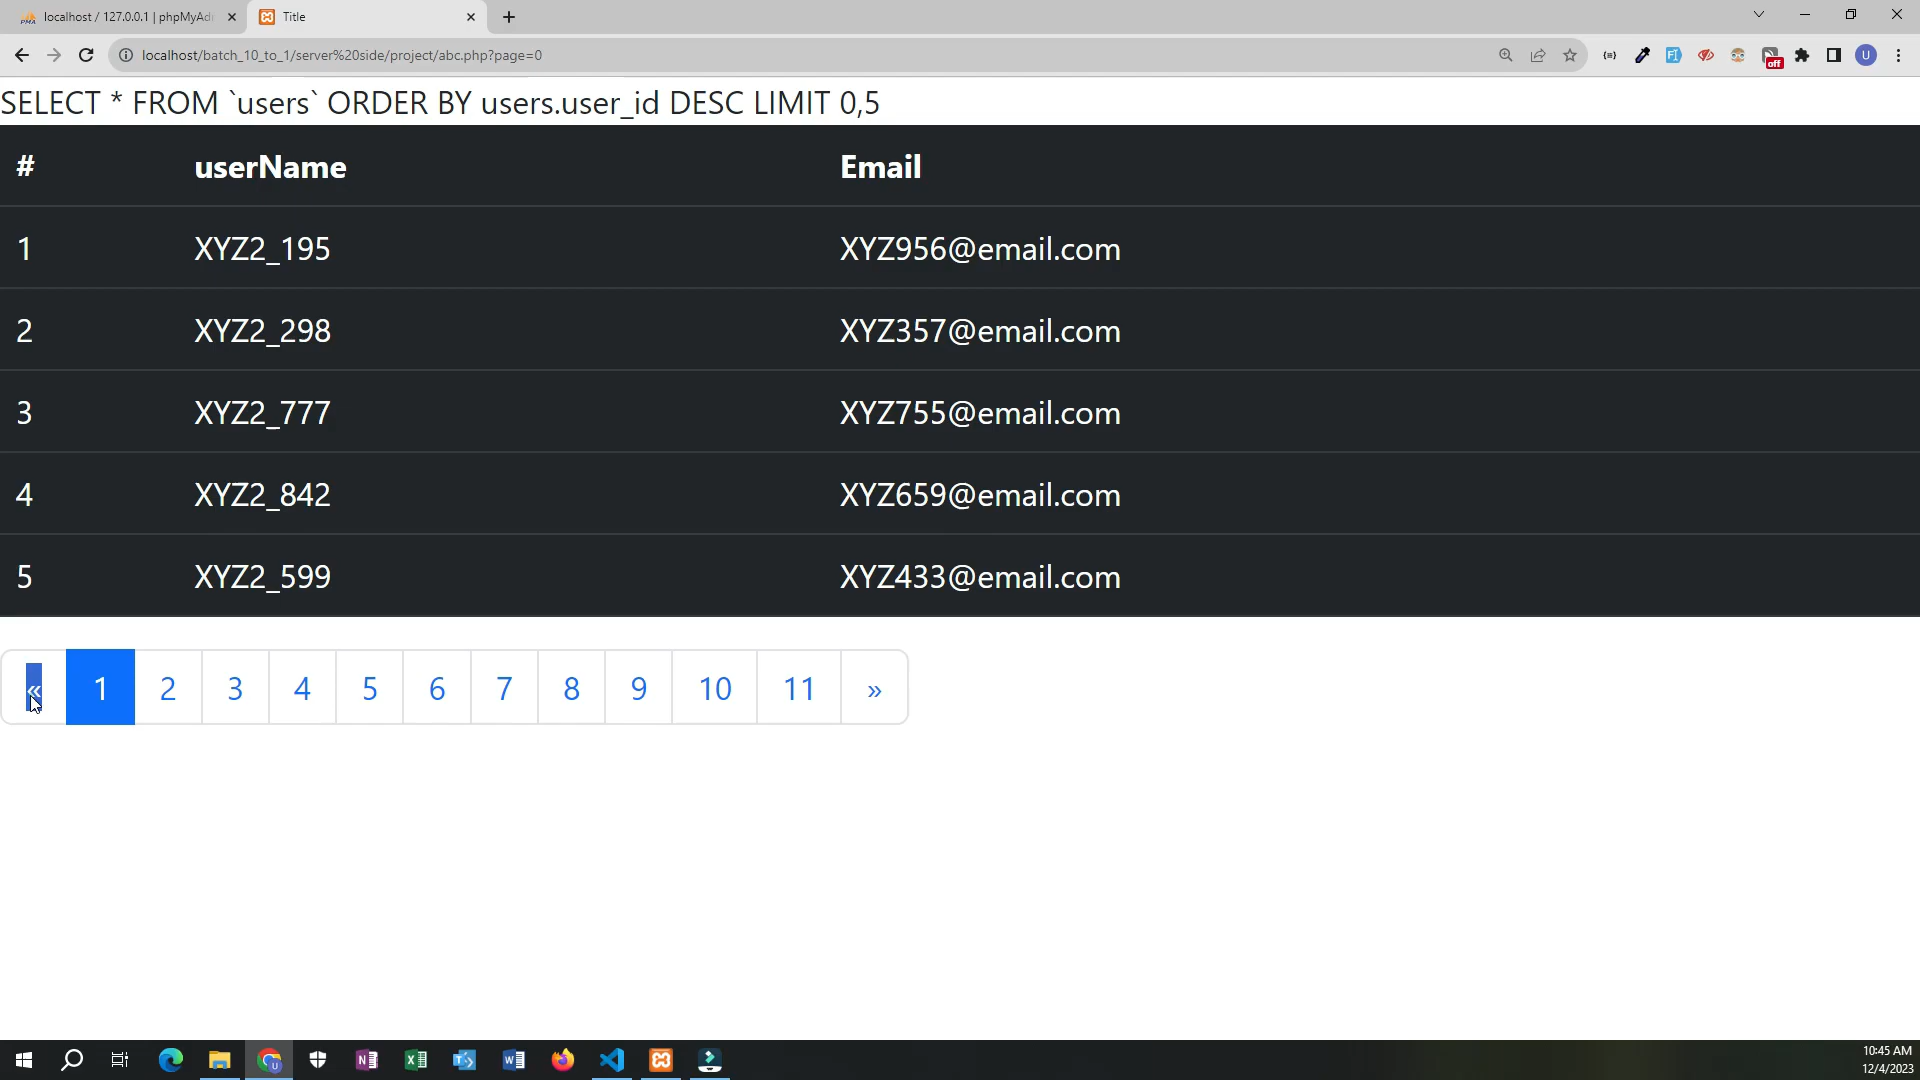 localhost / 127.0.0.1 | phpMyAd
Title
localhost/batch_10_to_1/server%20side/project/abc.php?page=0
off
U
SELECT * FROM `users` ORDER BY users.user_id DESC LIMIT 0,5
# userName Email
1 XYZ2_195 XYZ956@email.com
2 XYZ2_298 XYZ357@email.com
3 XYZ2_777 XYZ755@email.com
4 XYZ2_842 XYZ659@email.com
5 XYZ2_599 XYZ433@email.com
« 1 2 3 4 5 6 7 8 9 10 11 »
10:45 AM
12/4/2023